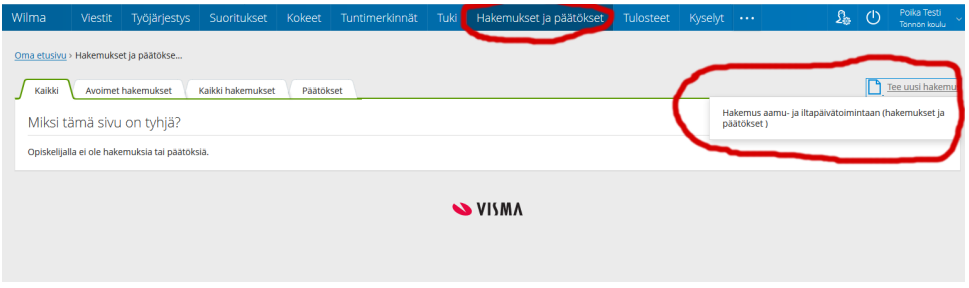 Wilma Viestit Työjärjestys Suoritukset Kokeet Tuntimerkinnät Tuki Hakemukset ja päätökset Tulosteet Kyselyt ••• Poika Testi
Tönnön koulu
Oma etusivu › Hakemukset ja päätökse...
Kaikki Avoimet hakemukset Kaikki hakemukset Päätökset Tee uusi hakemu
Hakemus aamu- ja iltapäivätoimintaan (hakemukset ja
päätökset )
Miksi tämä sivu on tyhjä?
Opiskelijalla ei ole hakemuksia tai päätöksiä.
VISMA